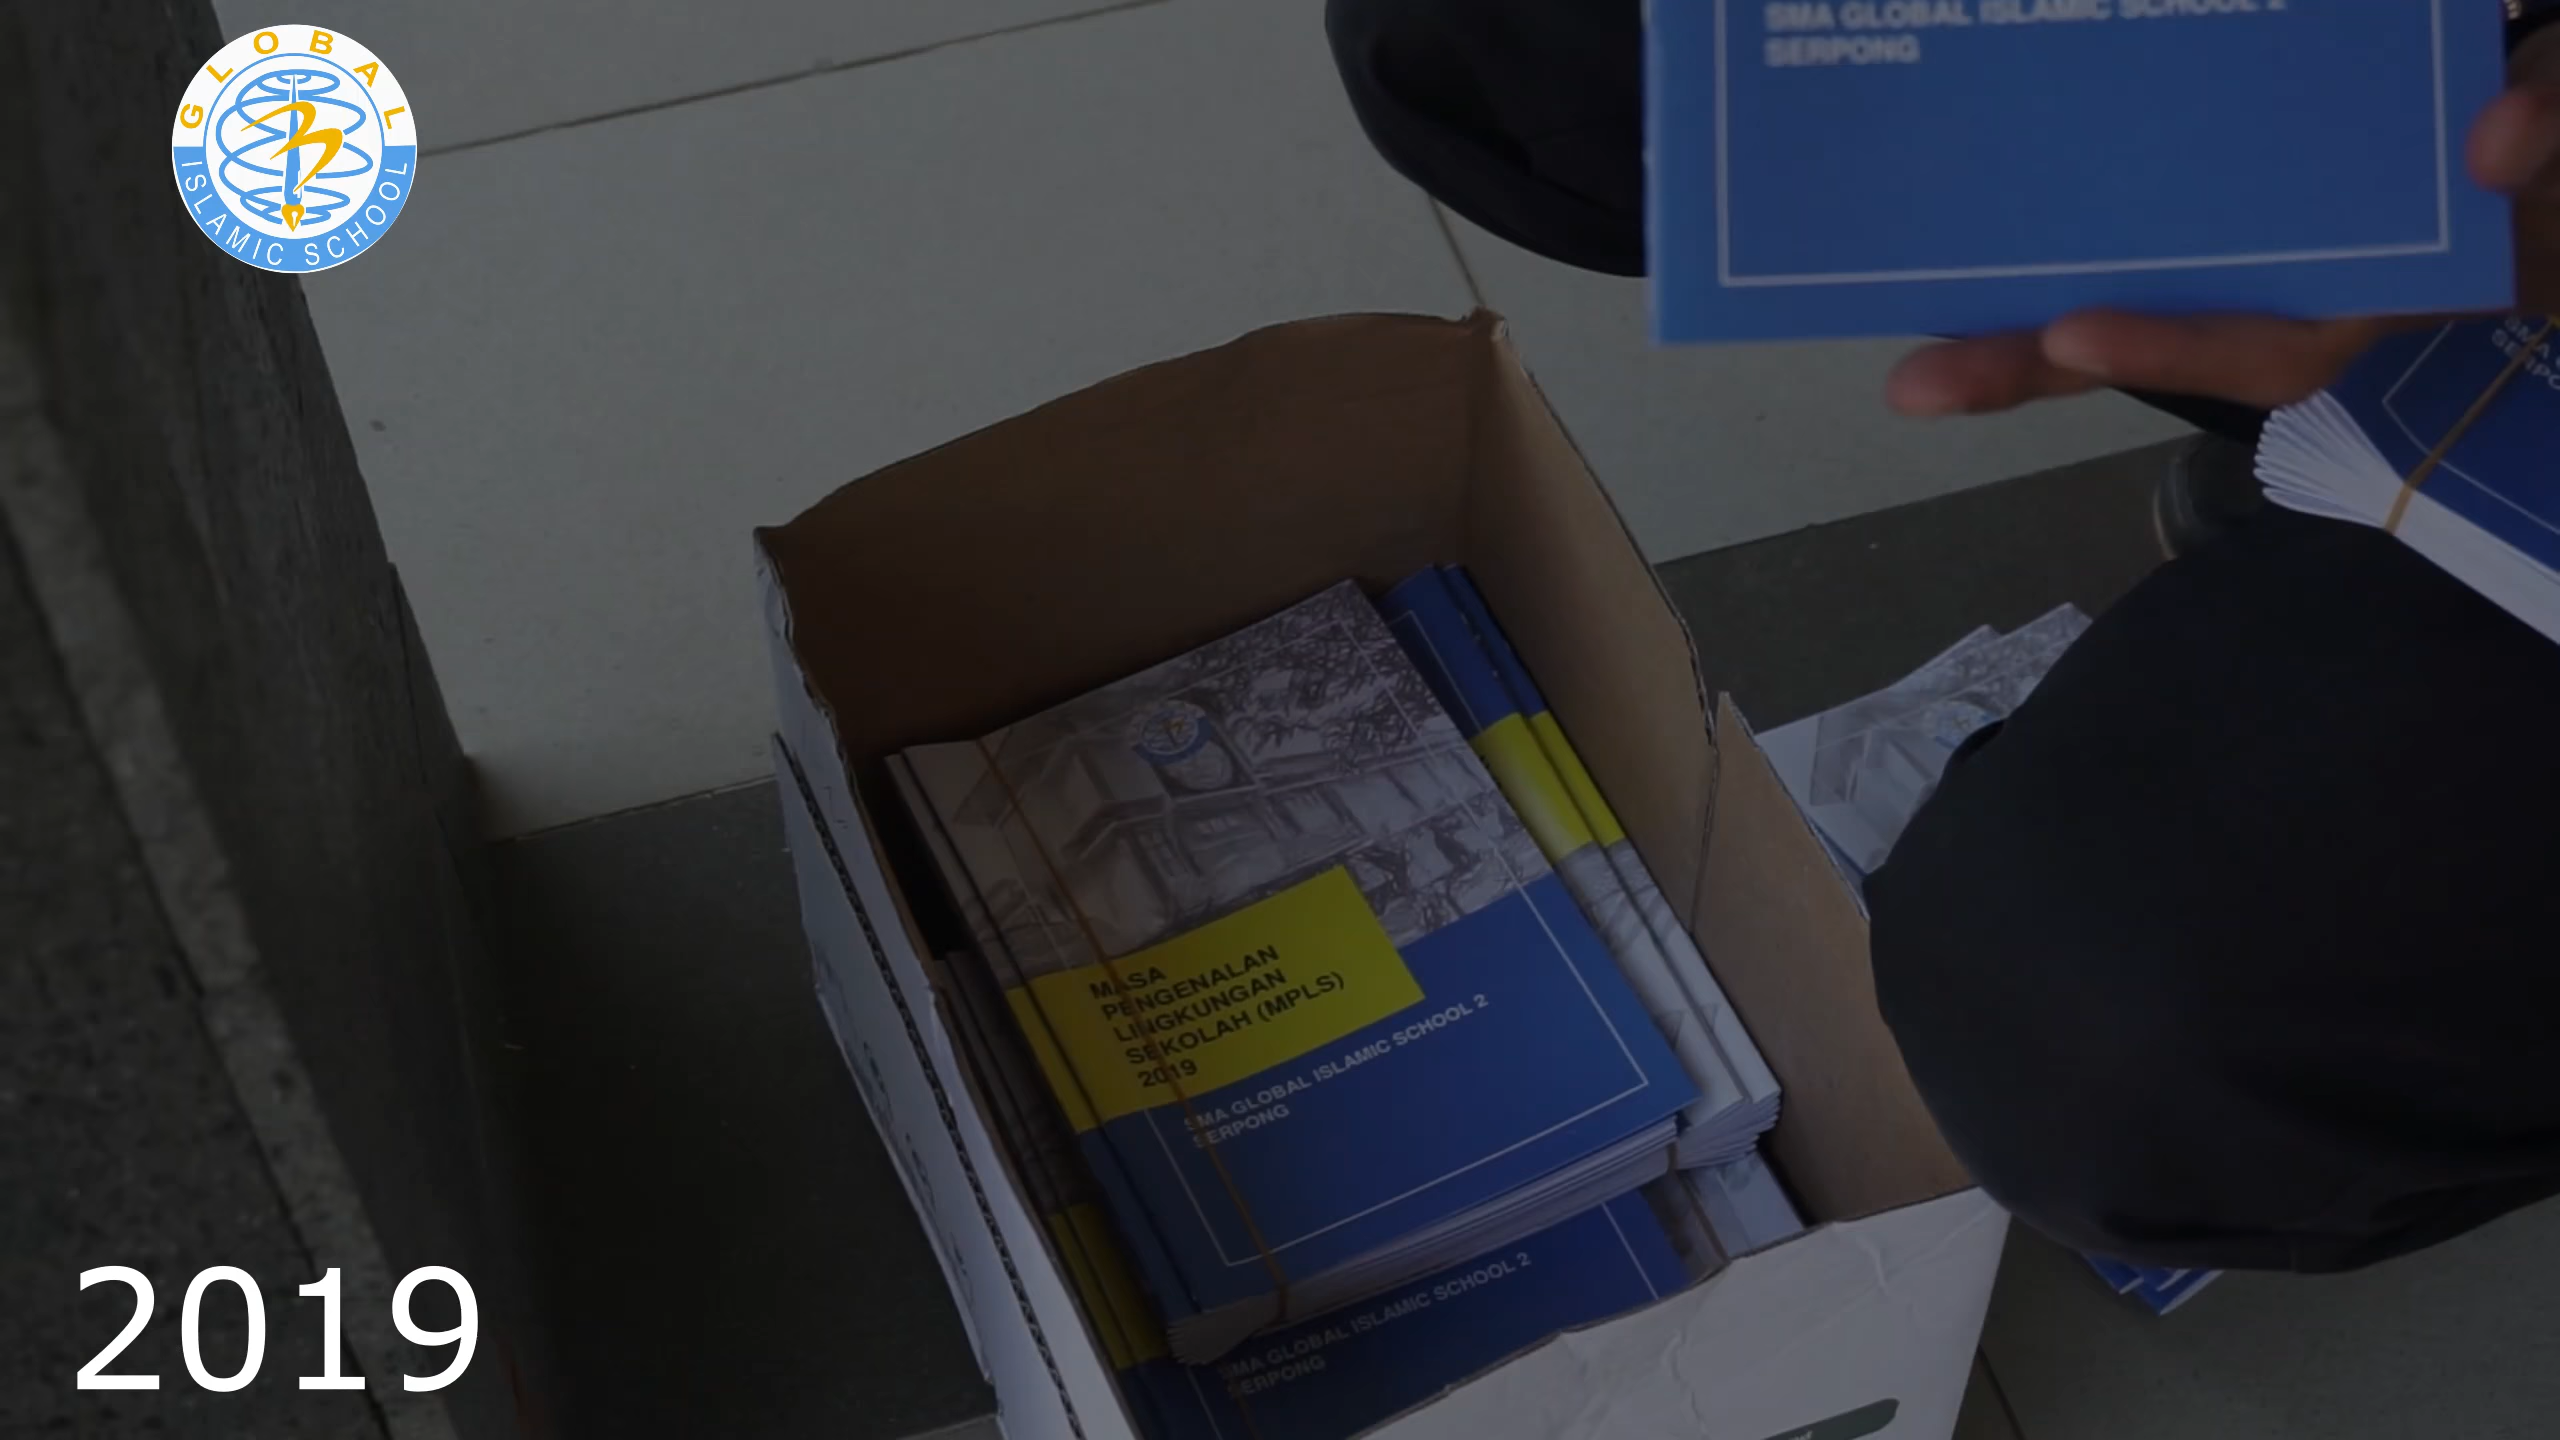 GLOBAL
ISLAMIC SCHOOL
SMA GLOBAL ISLAMIC SCHOOL 2
SERPONG
MASA
PENGENALAN
LINGKUNGAN
SEKOLAH (MPLS)
2019
SMA GLOBAL ISLAMIC SCHOOL 2
SERPONG
SMA GLOBAL ISLAMIC SCHOOL 2
SERPONG
2019